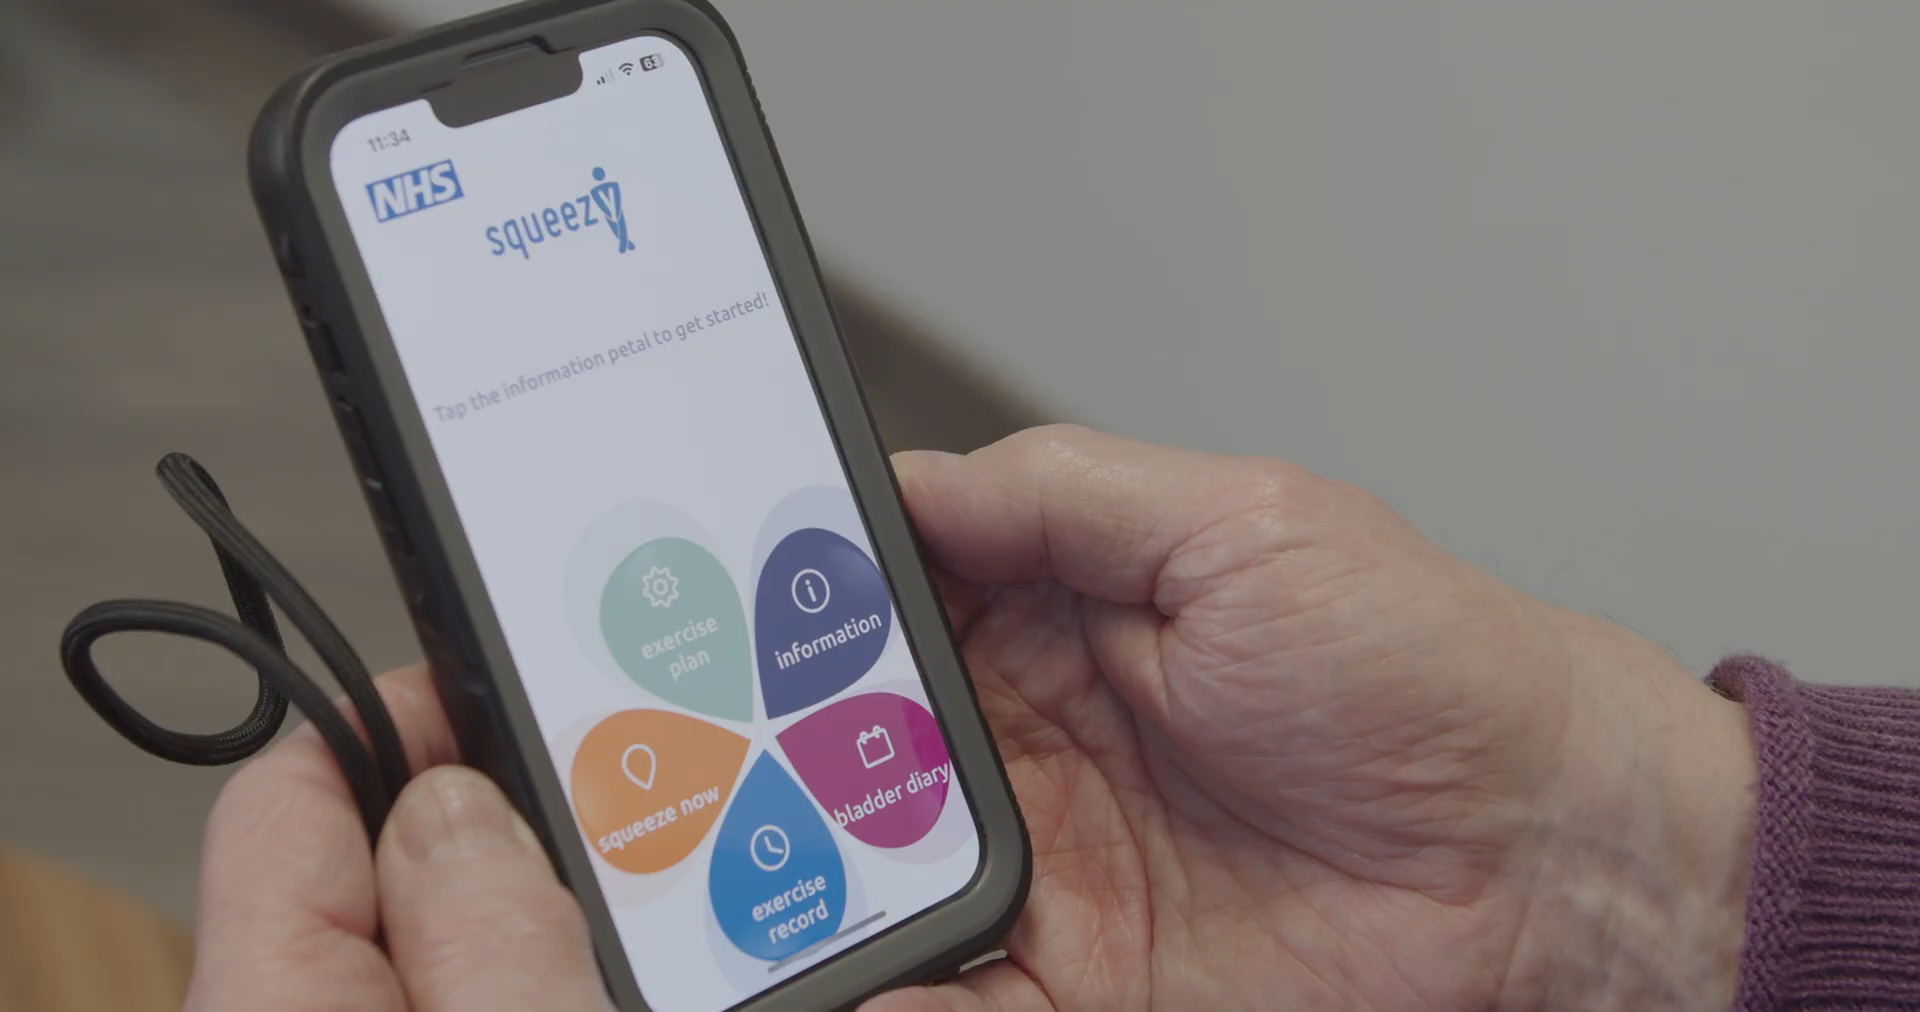 11:34
63
NHS
squeezy
Tap the information petal to get started!
exercise
plan
information
squeeze now
bladder diary
exercise
record